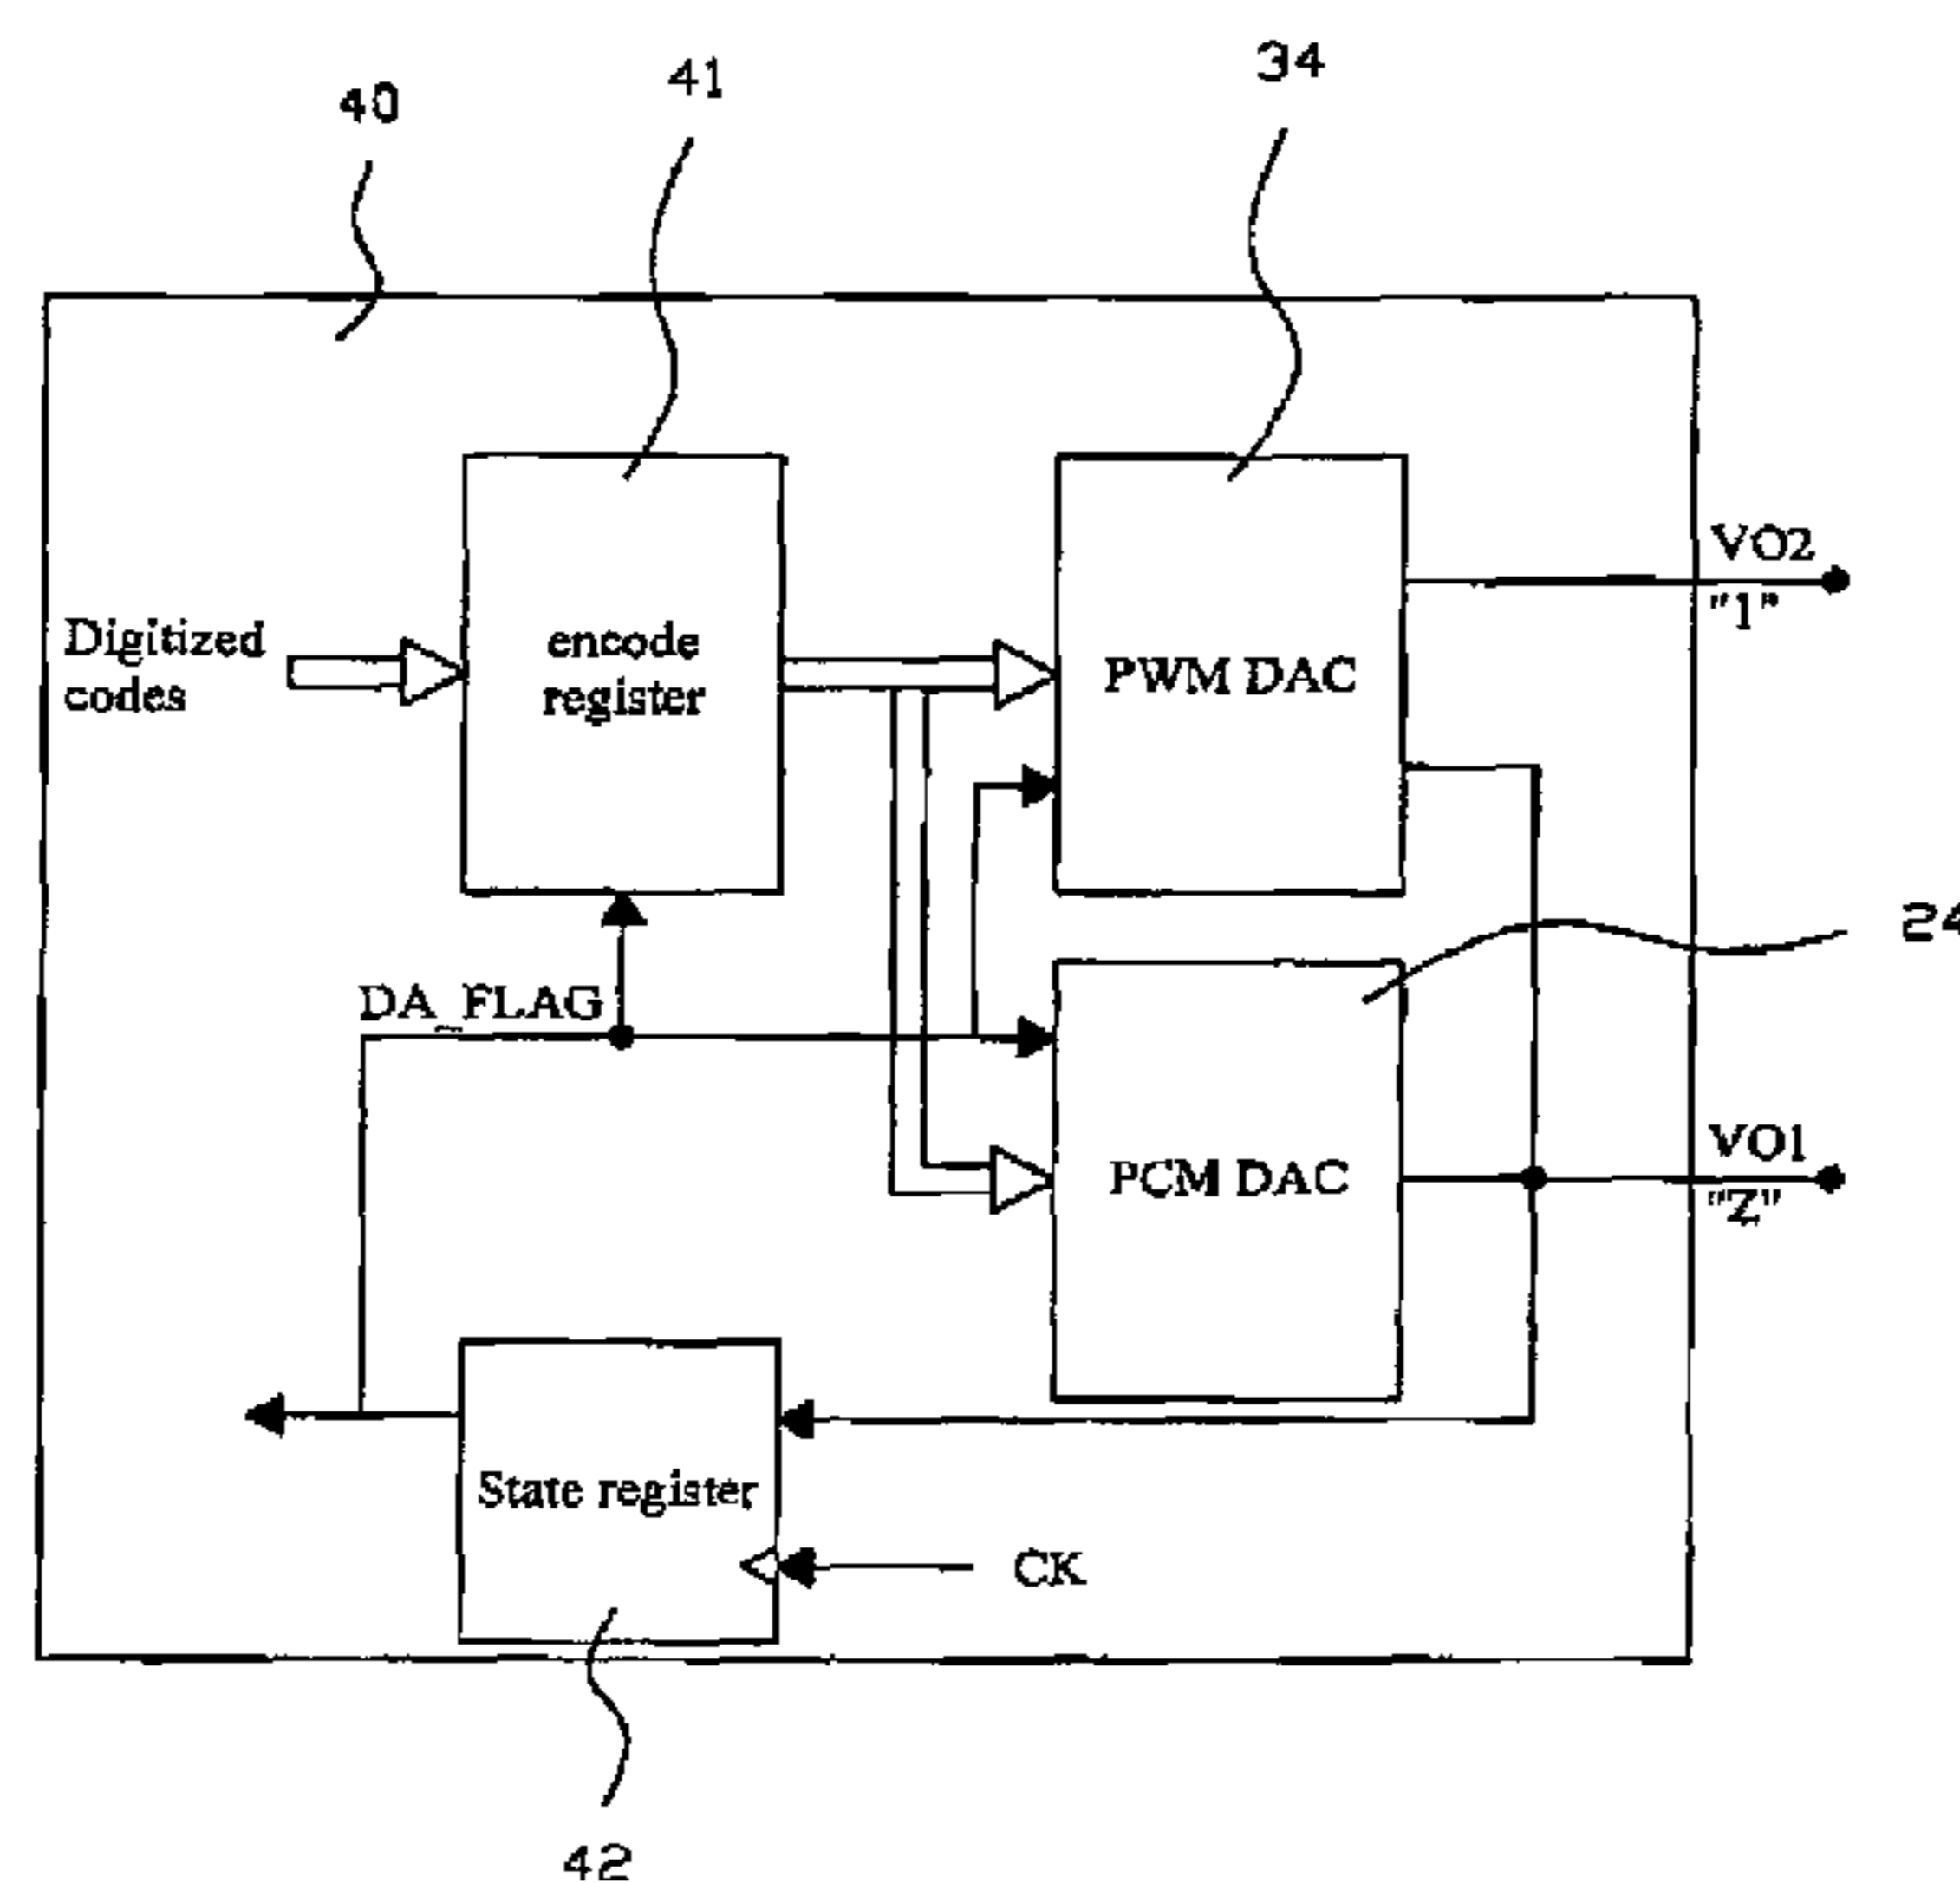 40
41
34
VO2
"1"
Digitized
codes
encode
register
PWM DAC
24
DA_FLAG
VO1
"Z"
PCM DAC
State register
CK
42